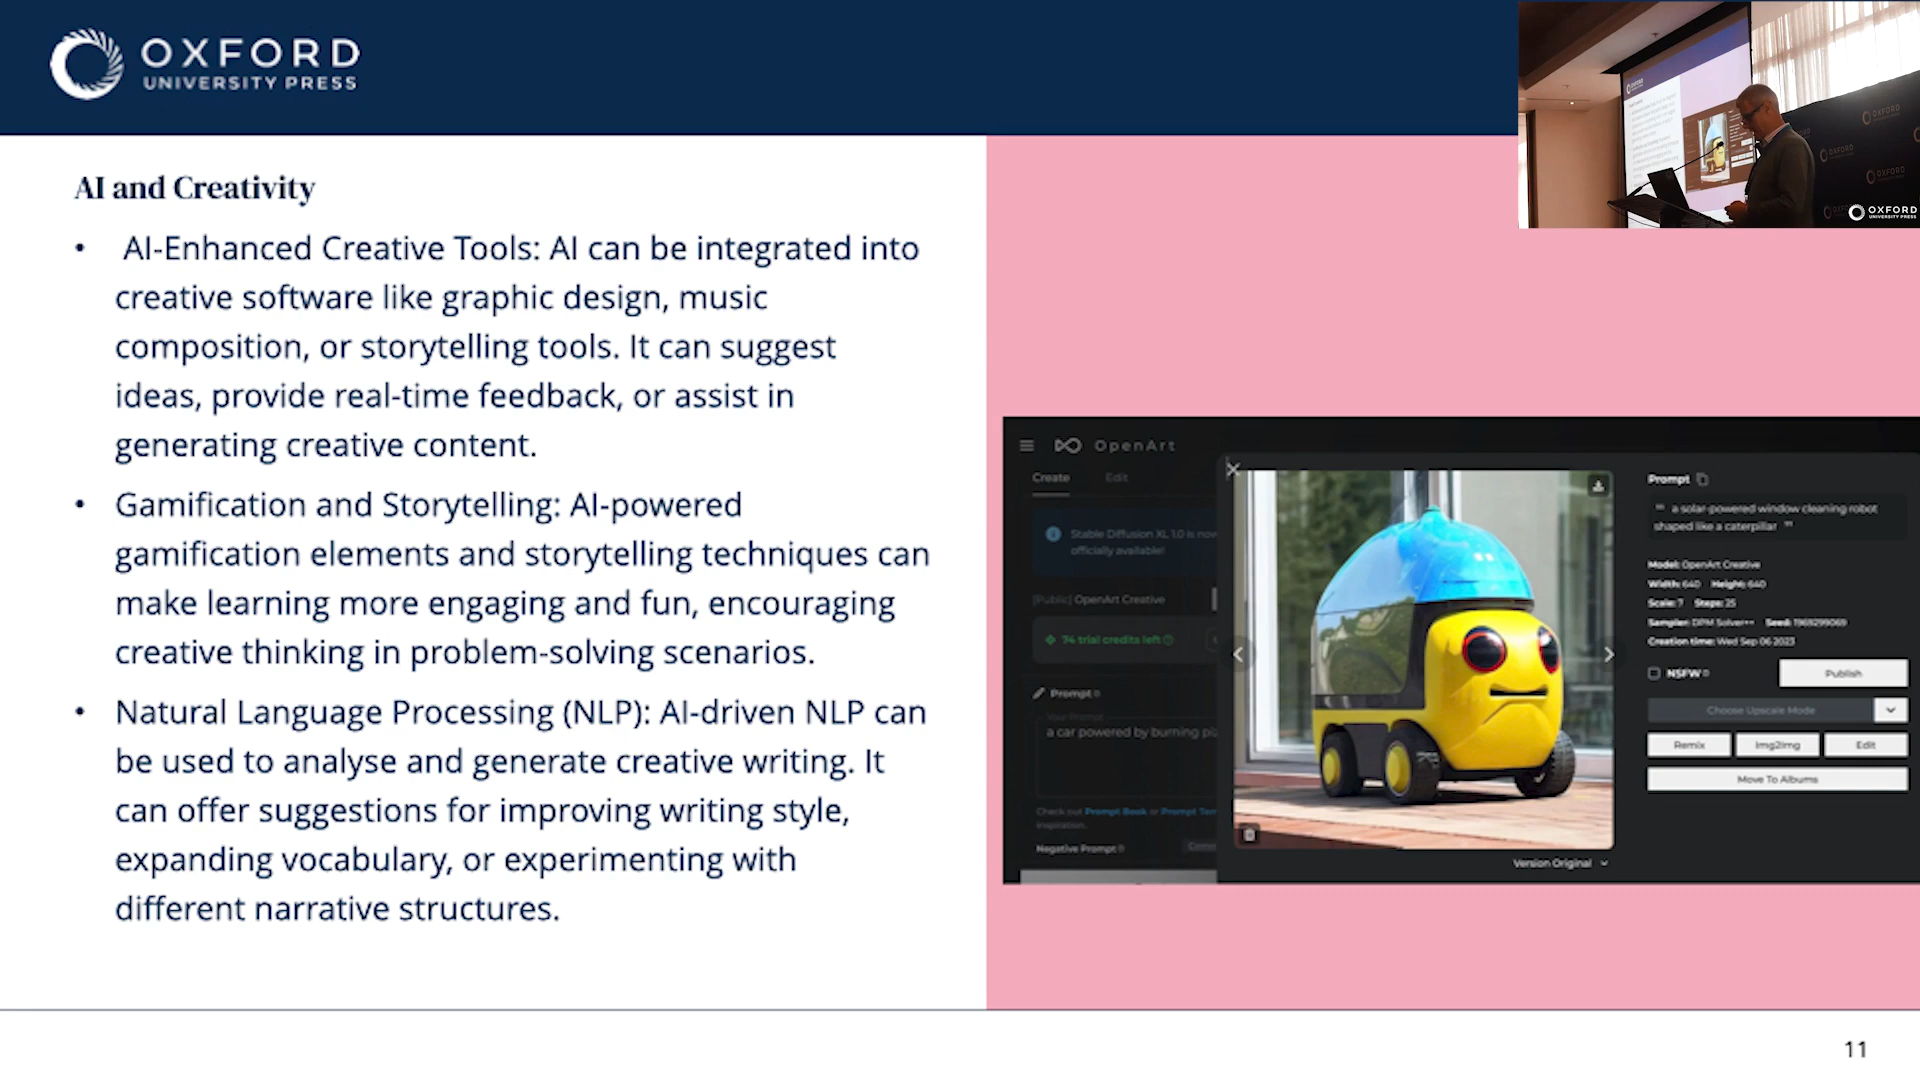 OXFORD
UNIVERSITY PRESS
AI and Creativity
• AI-Enhanced Creative Tools: AI can be integrated into
creative software like graphic design, music
composition, or storytelling tools. It can suggest
ideas, provide real-time feedback, or assist in
generating creative content.
• Gamification and Storytelling: AI-powered
gamification elements and storytelling techniques can
make learning more engaging and fun, encouraging
creative thinking in problem-solving scenarios.
• Natural Language Processing (NLP): AI-driven NLP can
be used to analyse and generate creative writing. It
can offer suggestions for improving writing style,
expanding vocabulary, or experimenting with
different narrative structures.
OXFORD
UNIVERSITY PRESS
OpenArt
Create Edit
Stable Diffusion XL 1.0 is now
officially available!
[Public] OpenArt Creative
74 trial credits left
Prompt
Your Prompt
a car powered by burning
Check out Prompt Book or Prompt
inspiration.
Negative Prompt
Version Original
Prompt
" a solar-powered window cleaning robot
shaped like a caterpillar "
Model: OpenArt Creative
Width: 640 Height: 640
Scale: 7 Steps: 25
Sampler: DPM Solver++ Seed: 1969299069
Creation time: Wed Sep 06 2023
NSFW
Publish
Choose Upscale Mode
Remix Img2Img Edit
Move To Albums
11